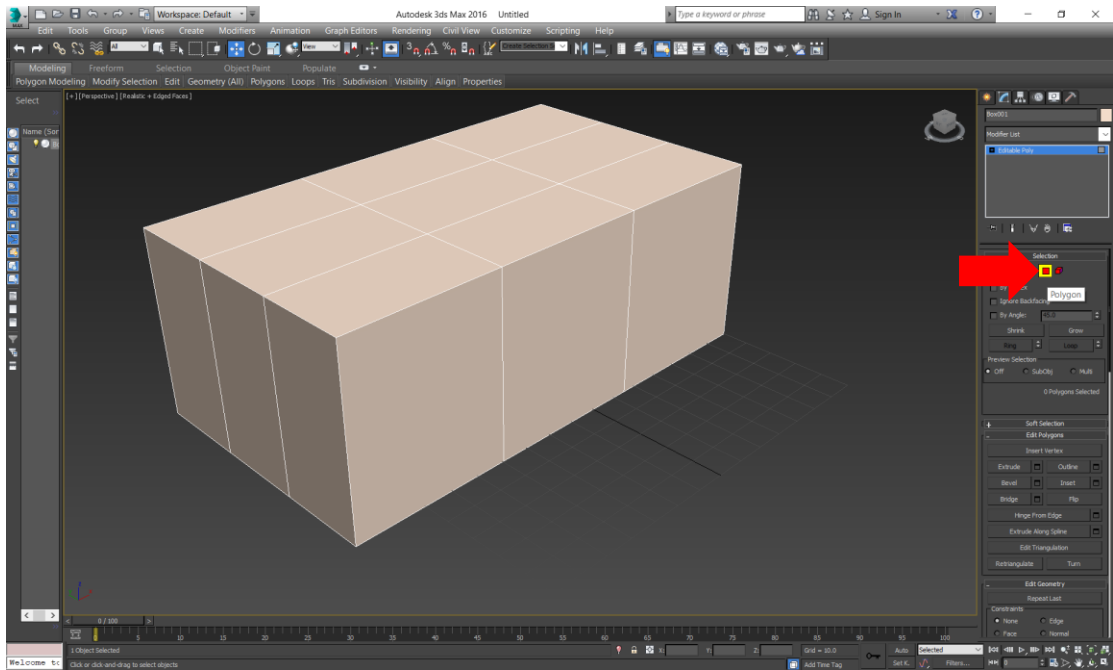 Workspace: Default
Autodesk 3ds Max 2016 Untitled
Type a keyword or phrase
Sign In
MAX
Edit Tools Group Views Create Modifiers Animation Graph Editors Rendering Civil View Customize Scripting Help
All View Create Selection S
Modeling Freeform Selection Object Paint Populate
Polygon Modeling Modify Selection Edit Geometry (All) Polygons Loops Tris Subdivision Visibility Align Properties
Select
[+] [Perspective] [Realistic + Edged Faces]
Name (Sor
Box001
Modifier List
Editable Poly
Selection
Polygon
Ignore Backfacing
By Angle: 45.0
Shrink Grow
Ring Loop
Preview Selection
Off SubObj Multi
0 Polygons Selected
+ Soft Selection
- Edit Polygons
Insert Vertex
Extrude Outline
Bevel Inset
Bridge Flip
Hinge From Edge
Extrude Along Spline
Edit Triangulation
Retriangulate Turn
- Edit Geometry
Repeat Last
Constraints
None Edge
Face Normal
0 / 100
5 10 15 20 25 30 35 40 45 50 55 60 65 70 75 80 85 90 95 100
1 Object Selected
X: Y: Z:
Grid = 10.0
Auto Selected
Welcome to
Click or click-and-drag to select objects
Add Time Tag
Set K. Filters...
0